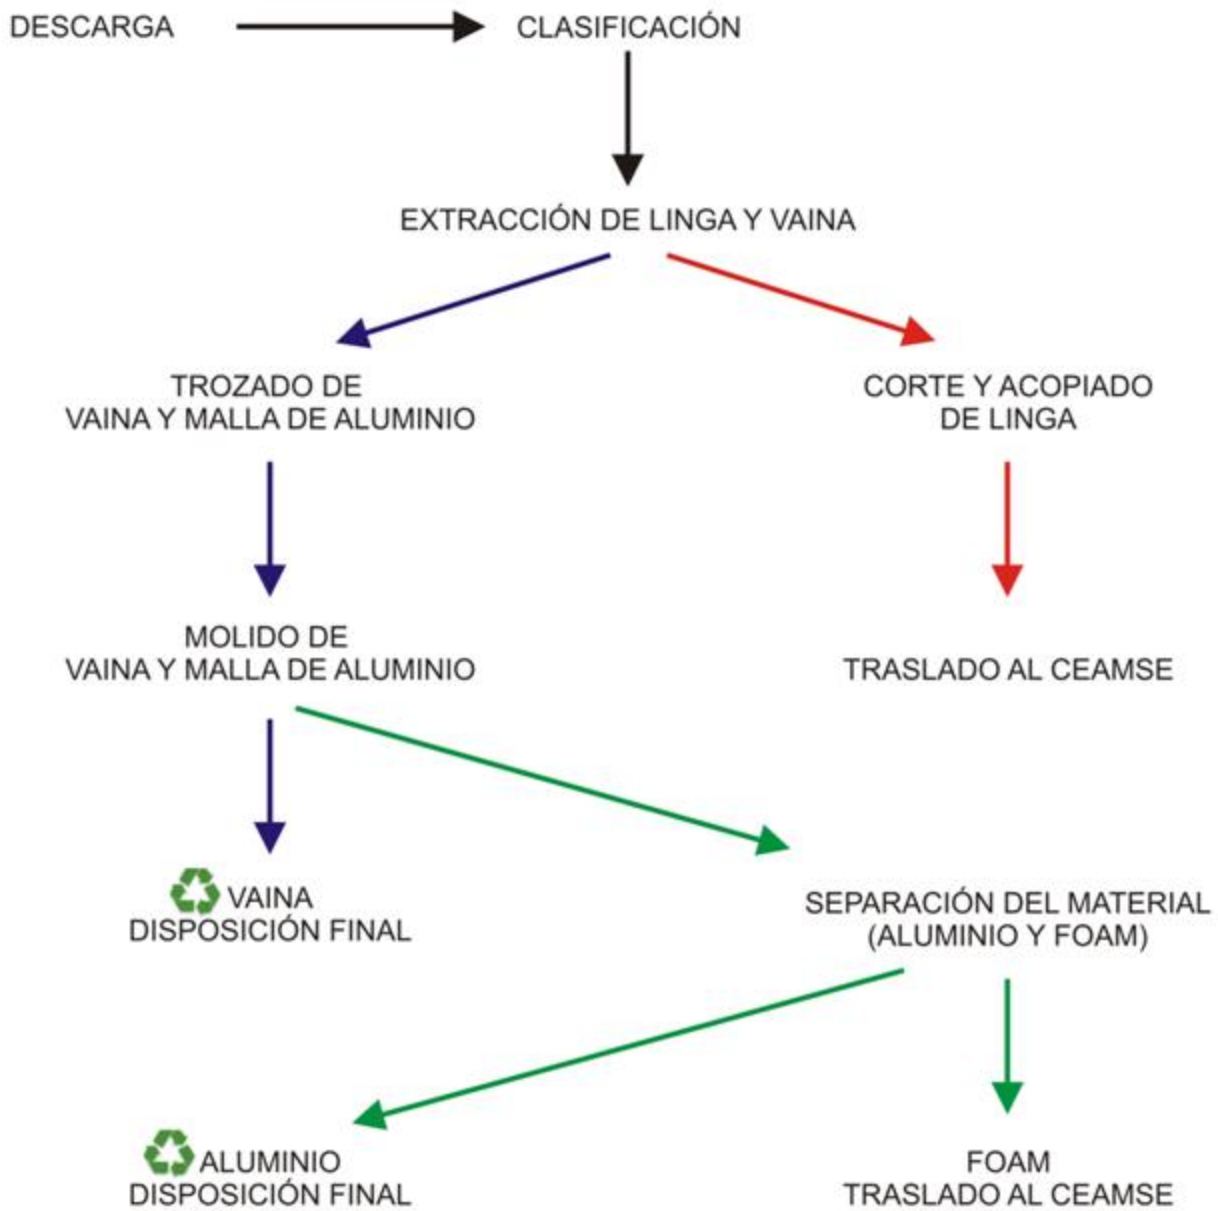 DESCARGA
CLASIFICACIÓN
EXTRACCIÓN DE LINGA Y VAINA
TROZADO DE
VAINA Y MALLA DE ALUMINIO
CORTE Y ACOPIADO
DE LINGA
MOLIDO DE
VAINA Y MALLA DE ALUMINIO
TRASLADO AL CEAMSE
VAINA
DISPOSICIÓN FINAL
SEPARACIÓN DEL MATERIAL
(ALUMINIO Y FOAM)
ALUMINIO
DISPOSICIÓN FINAL
FOAM
TRASLADO AL CEAMSE